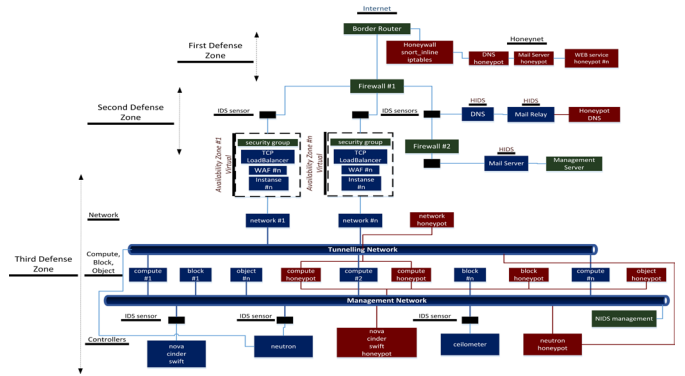 Internet
Border Router
First Defense
Zone
Honeywall
snort_inline
iptables
Honeynet
DNS
honeypot
Mail Server
honeypot
WEB service
honeypot #n
Firewall #1
Second Defense
Zone
IDS sensor
IDS sensors
HIDS
DNS
HIDS
Mail Relay
Honeypot
DNS
Availability Zone #1
Virtual
security group
TCP
LoadBalancer
WAF #n
Instanse
#n
Availability Zone #n
Virtual
security group
TCP
LoadBalancer
WAF #n
Instanse
#n
Firewall #2
HIDS
Mail Server
Management
Server
Network
network #1
network #n
network
honeypot
Third Defense
Zone
Tunnelling Network
Compute,
Block,
Object
compute
#1
block
#1
object
#n
compute
honeypot
compute
#2
compute
honeypot
block
#n
block
honeypot
compute
#n
object
honeypot
Management Network
IDS sensor
IDS sensor
IDS sensor
NIDS management
Controllers
nova
cinder
swift
neutron
nova
cinder
swift
honeypot
ceilometer
neutron
honeypot